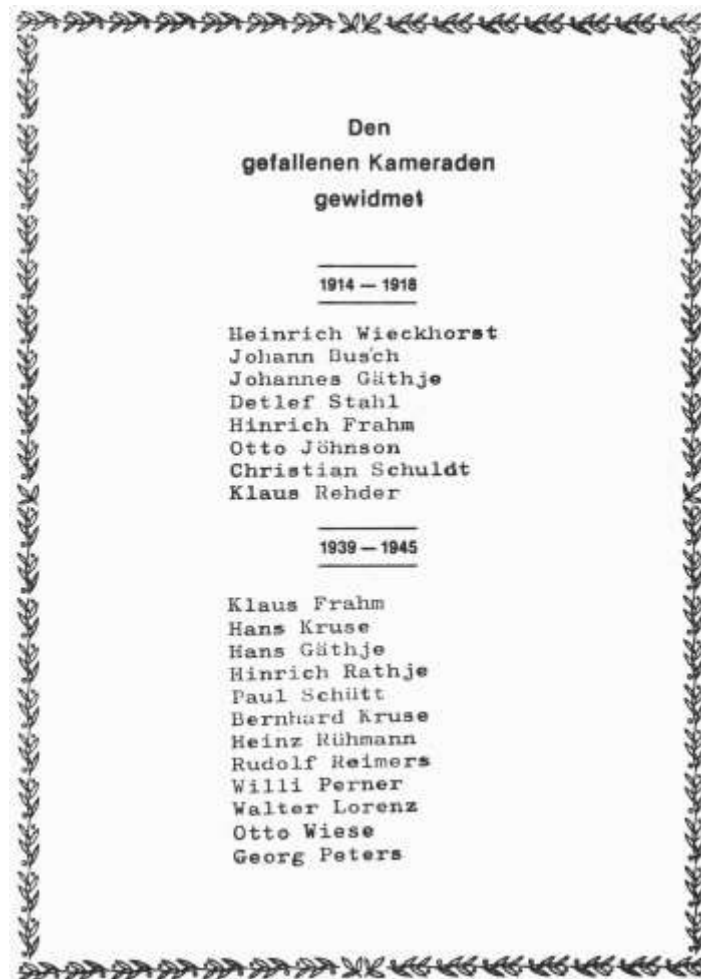 Den
gefallenen Kameraden
gewidmet
1914 — 1918
Heinrich Wieckhorst
Johann Busch
Johannes Gäthje
Detlef Stahl
Hinrich Frahm
Otto Jöhnson
Christian Schuldt
Klaus Rehder
1939 — 1945
Klaus Frahm
Hans Kruse
Hans Gäthje
Hinrich Rathje
Paul Schütt
Bernhard Kruse
Heinz Rühmann
Rudolf Reimers
Willi Perner
Walter Lorenz
Otto Wiese
Georg Peters